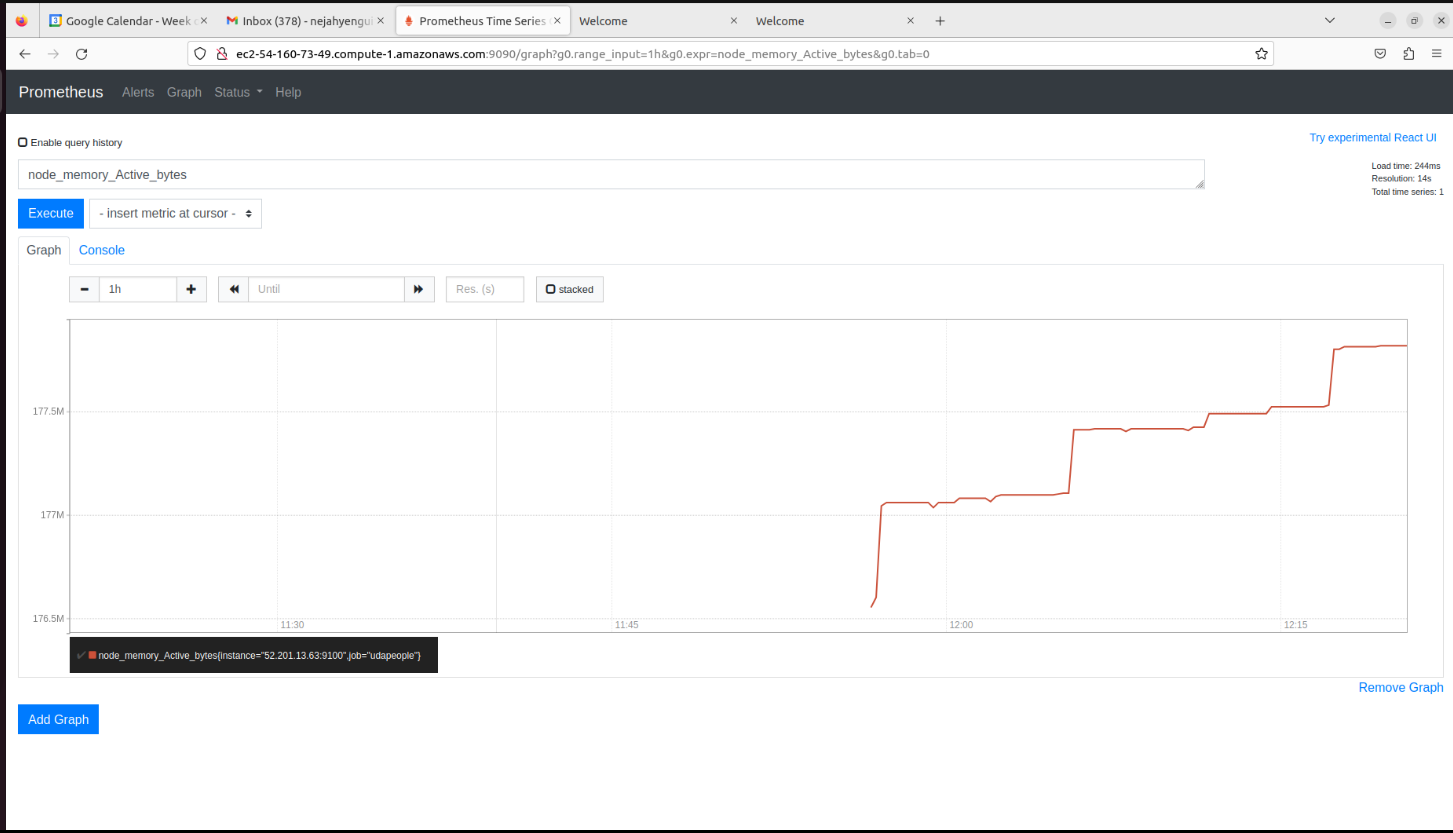 3 Google Calendar - Week
Inbox (378) - nejahyengui
Prometheus Time Series
Welcome
Welcome
ec2-54-160-73-49.compute-1.amazonaws.com:9090/graph?g0.range_input=1h&g0.expr=node_memory_Active_bytes&g0.tab=0
Prometheus Alerts Graph Status Help
Enable query history
Try experimental React UI
node_memory_Active_bytes
Load time: 244ms
Resolution: 14s
Total time series: 1
Execute
- insert metric at cursor -
Graph Console
1h
Until
Res. (s)
stacked
177.5M
177M
176.5M
11:30
11:45
12:00
12:15
node_memory_Active_bytes{instance="52.201.13.63:9100",job="udapeople"}
Remove Graph
Add Graph